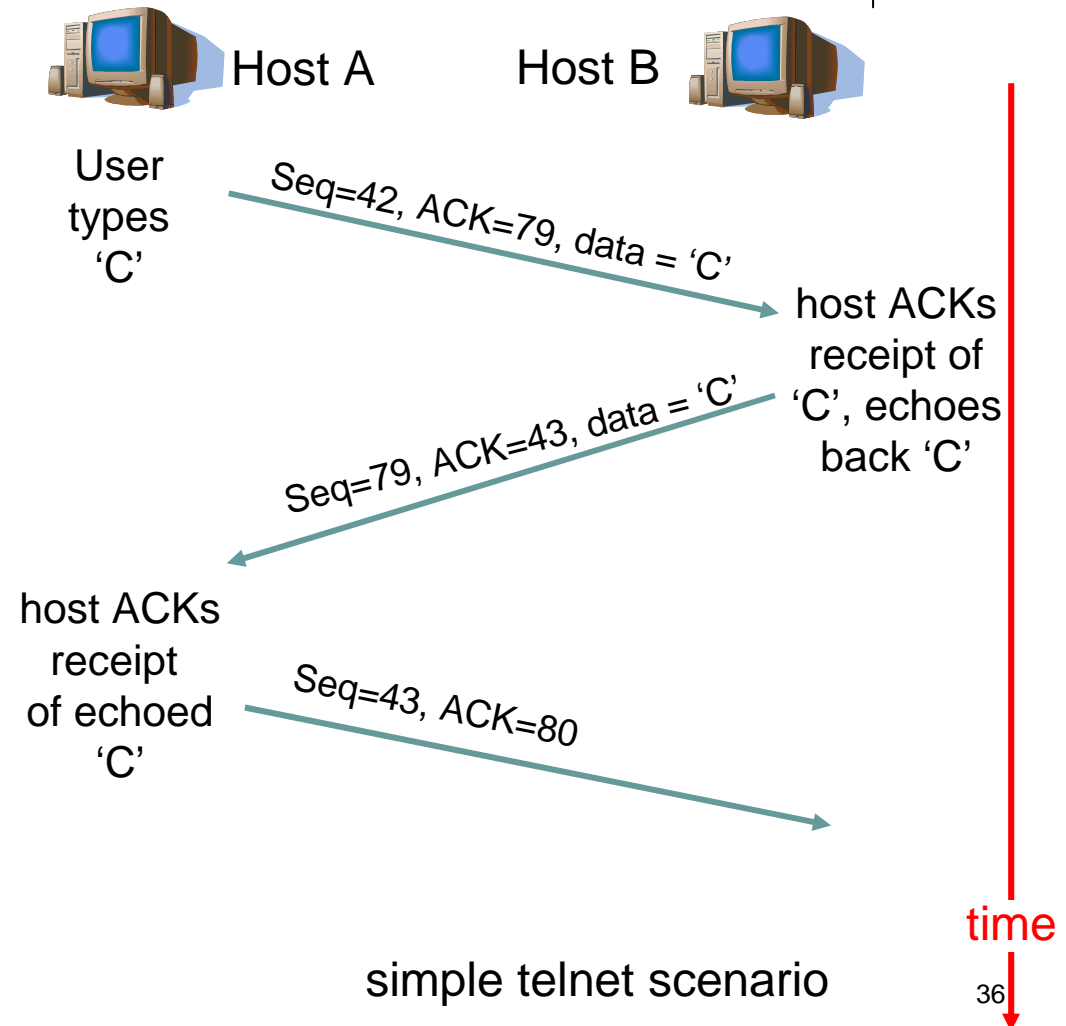 Host A
Host B
User
types
‘C’
Seq=42, ACK=79, data = ‘C’
host ACKs
receipt of
‘C’, echoes
back ‘C’
Seq=79, ACK=43, data = ‘C’
host ACKs
receipt
of echoed
‘C’
Seq=43, ACK=80
time
simple telnet scenario
36